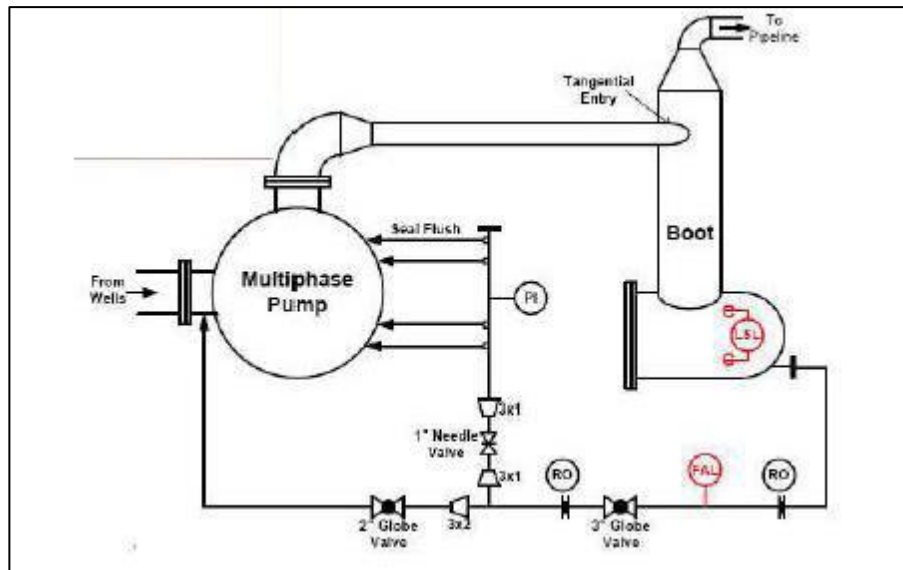 To
Pipeline
Tangential
Entry
Seal Flush
Boot
From
Wells
Multiphase
Pump
PI
LSL
3x1
1" Needle
Valve
3x1
RO
FAL
RO
2" Globe
Valve
3x2
3" Globe
Valve